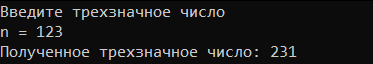 Введите трехзначное число
n = 123
Полученное трехзначное число: 231